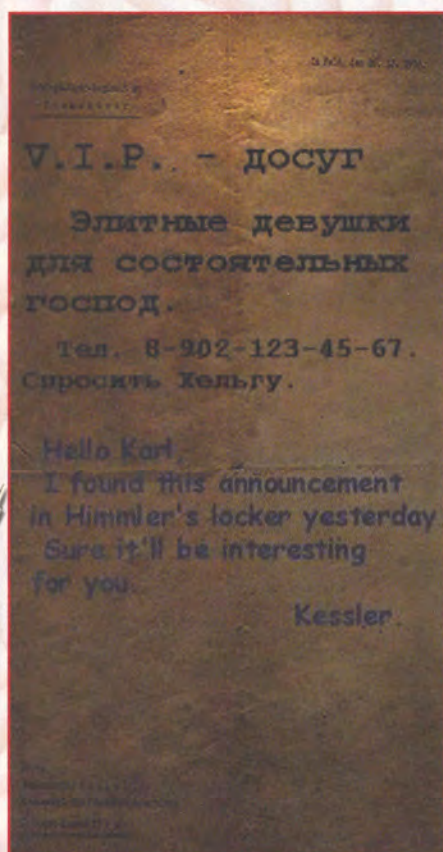 V.I.P. - досуг
Элитные девушки
для состоятельных
господ.
Тел. 8-902-123-45-67.
Спросить Хельгу.
Hello Karl,
I found this announcement
in Himmler's locker yesterday
Sure it'll be interesting
for you.
Kessler.